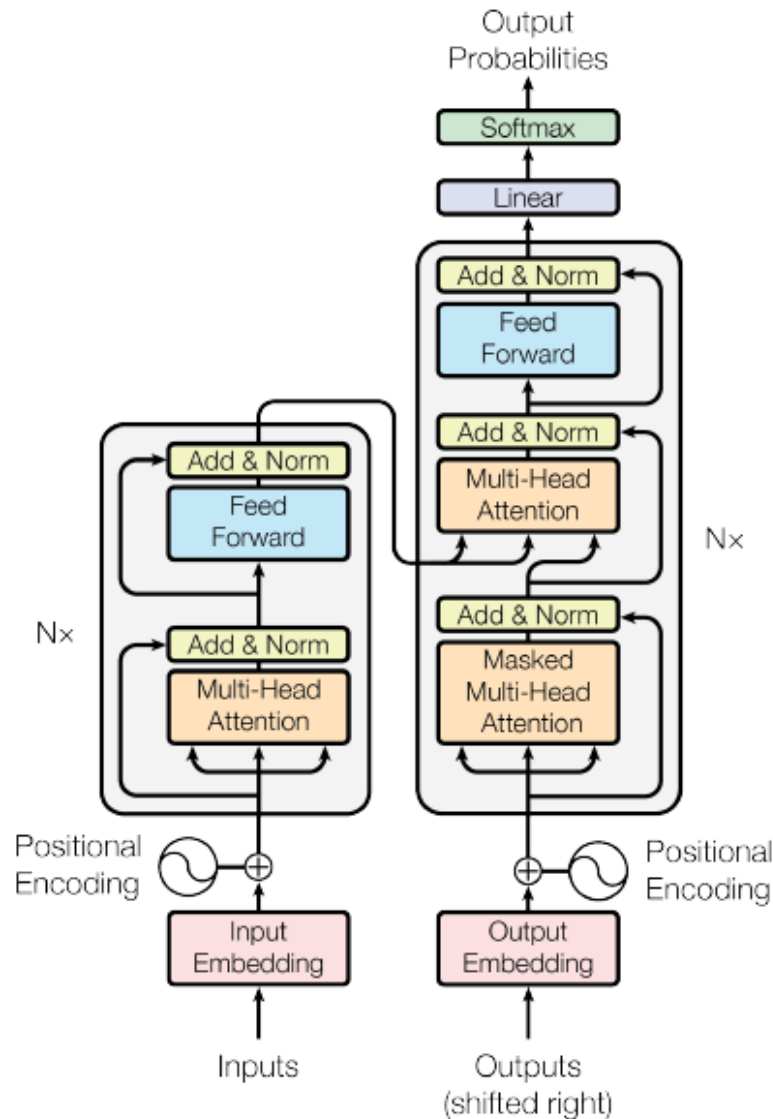 Output
Probabilities
Softmax
Linear
Add & Norm
Feed
Forward
Add & Norm
Multi-Head
Attention
Add & Norm
Masked
Multi-Head
Attention
N×
Add & Norm
Feed
Forward
Add & Norm
Multi-Head
Attention
N×
Positional
Encoding
Positional
Encoding
Input
Embedding
Output
Embedding
Inputs
Outputs
(shifted right)